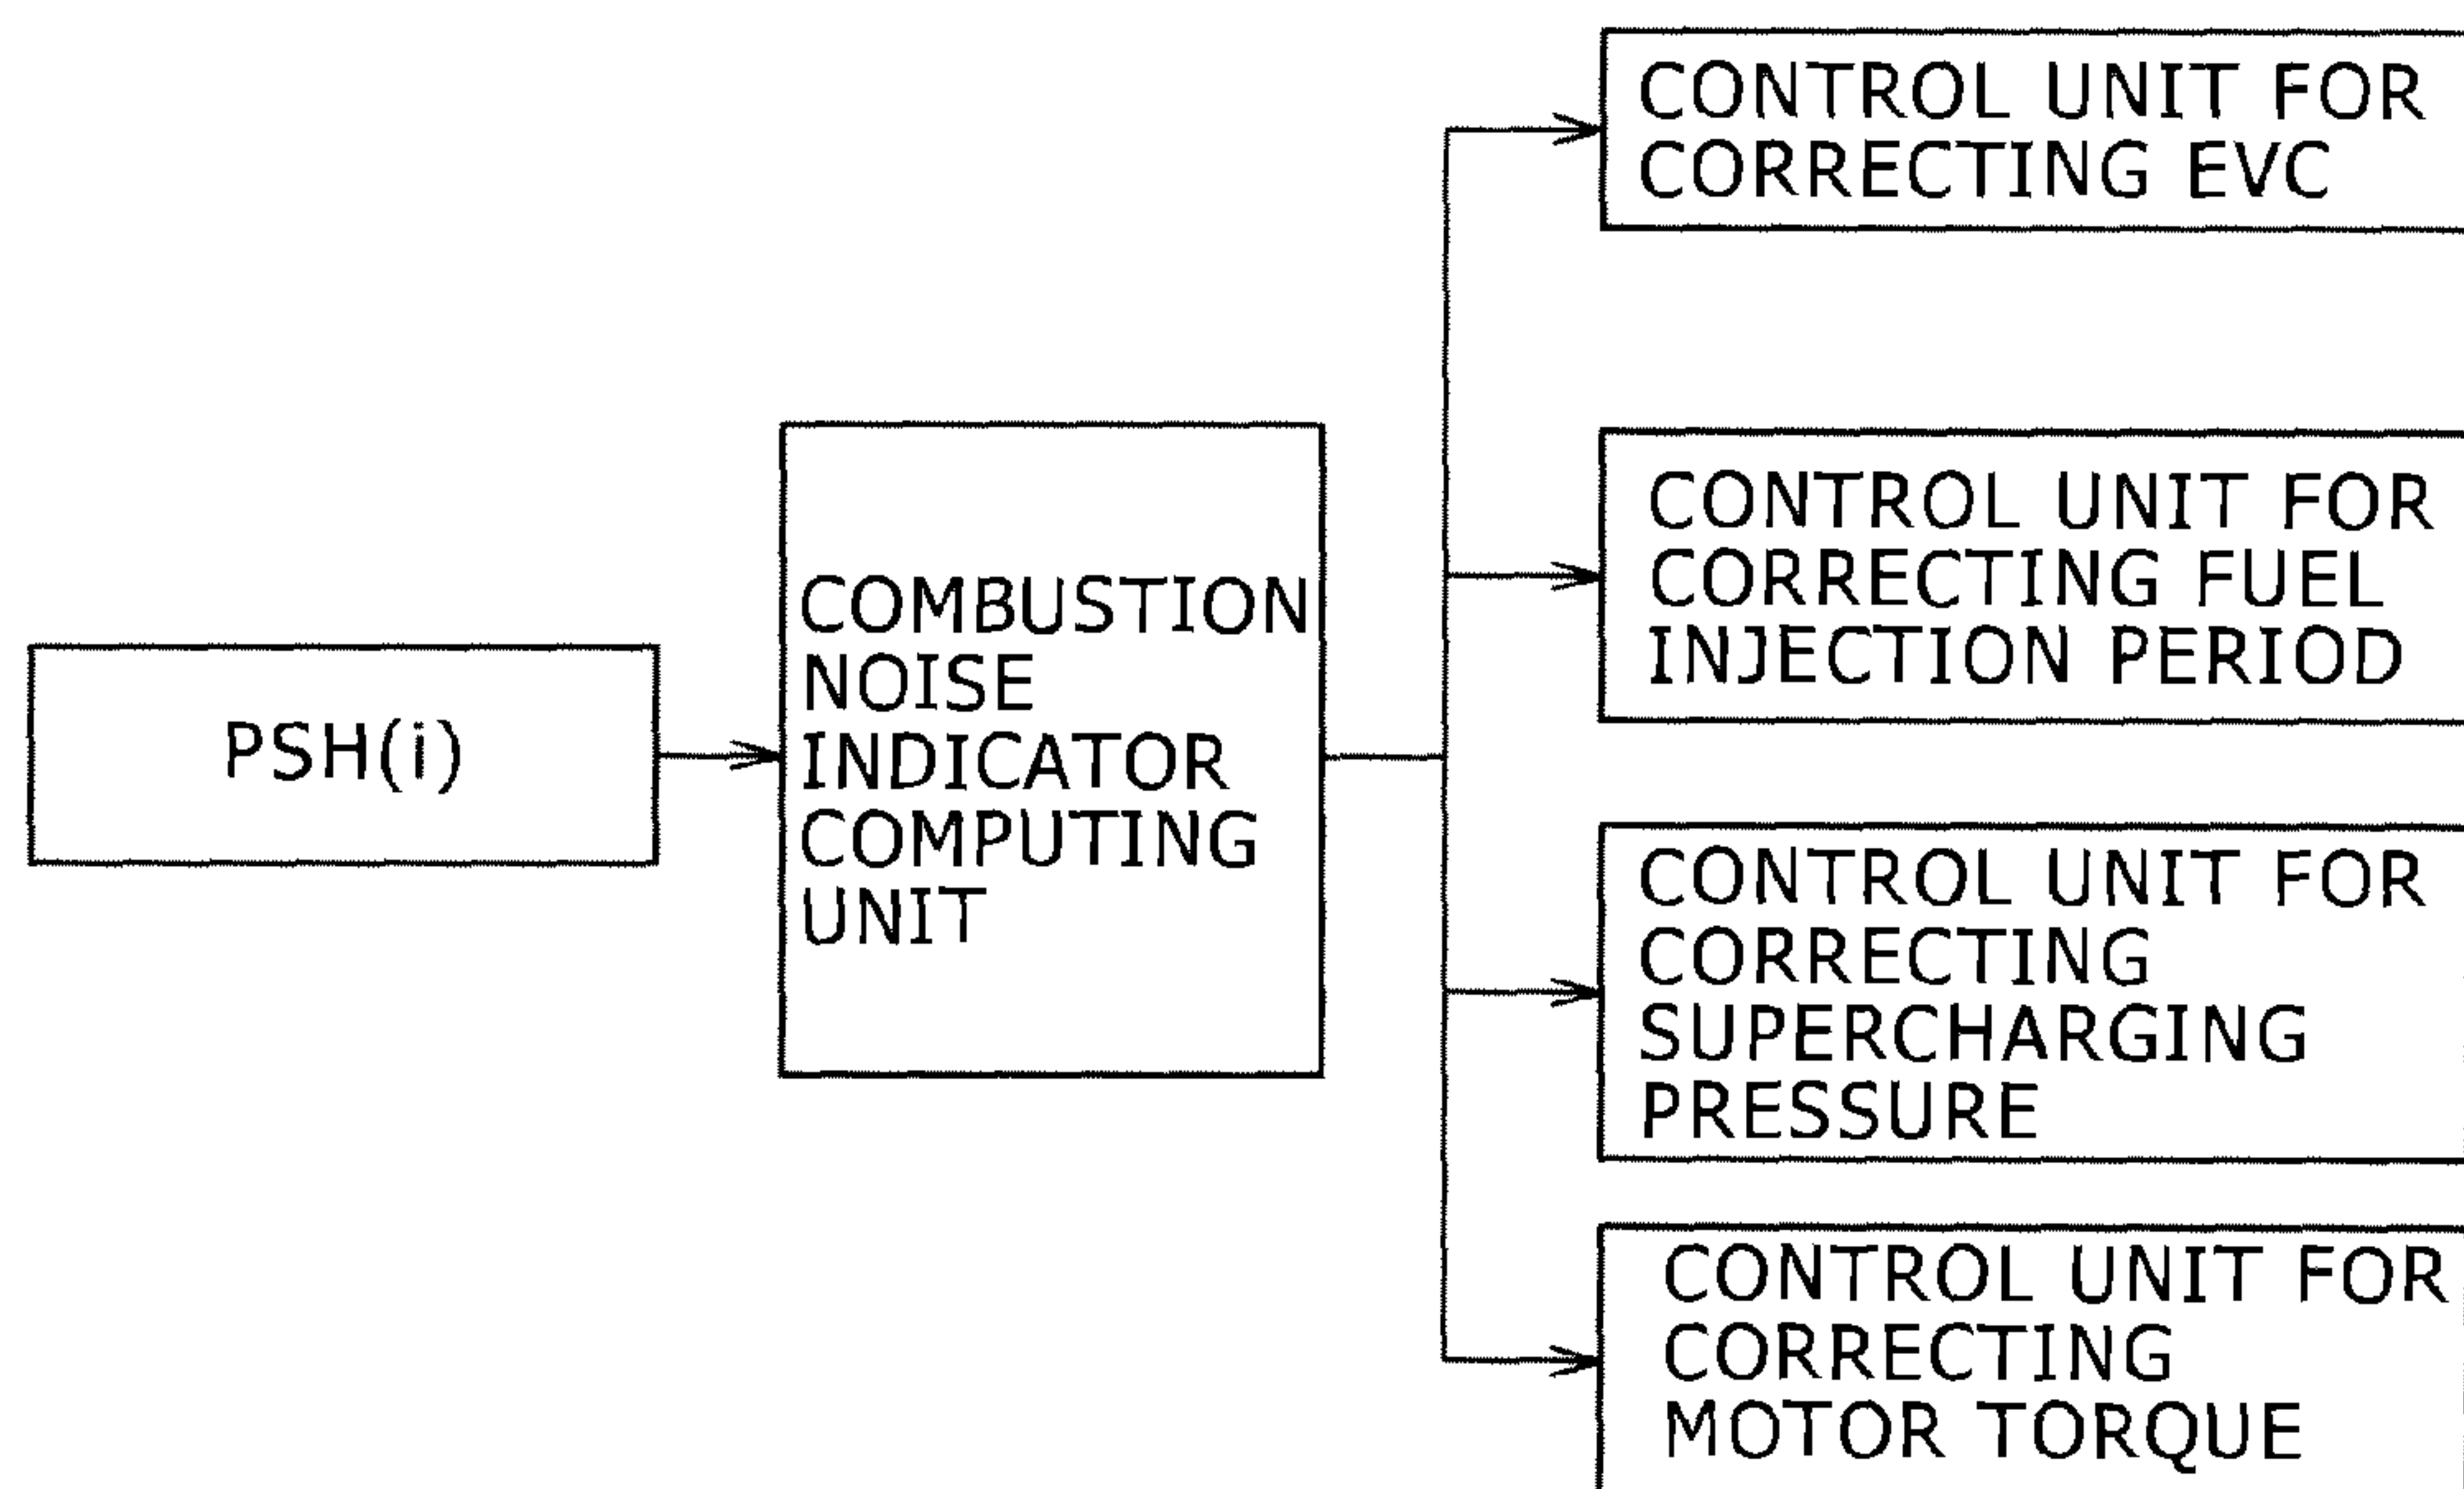 PSH(i)
COMBUSTION
NOISE
INDICATOR
COMPUTING
UNIT
CONTROL UNIT FOR
CORRECTING EVC
CONTROL UNIT FOR
CORRECTING FUEL
INJECTION PERIOD
CONTROL UNIT FOR
CORRECTING
SUPERCHARGING
PRESSURE
CONTROL UNIT FOR
CORRECTING
MOTOR TORQUE